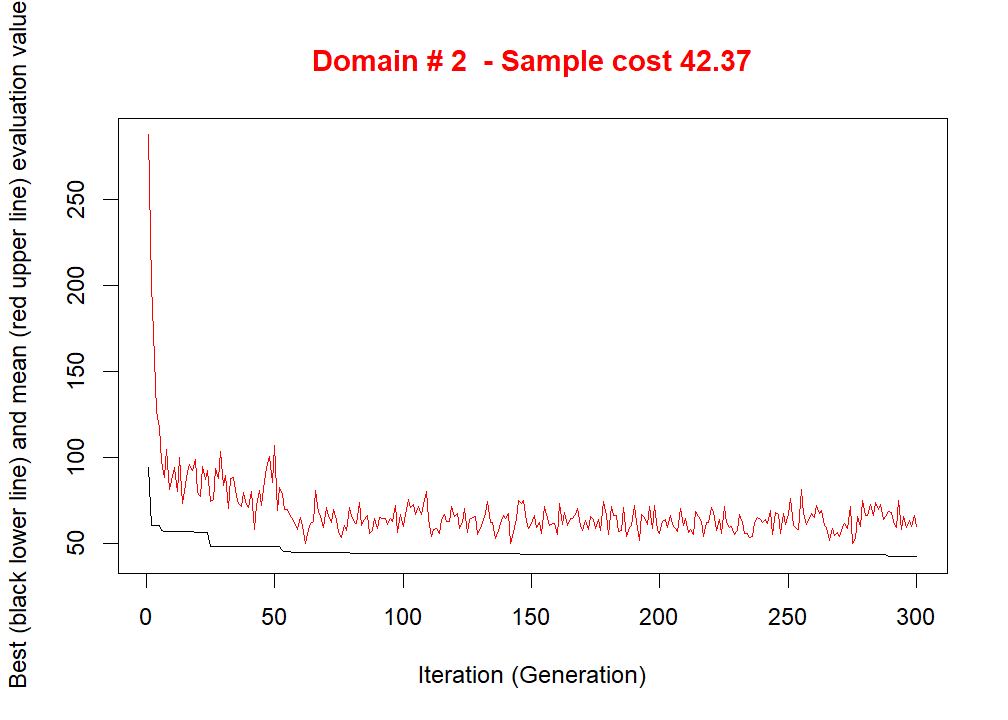 Domain # 2  - Sample cost 42.37
Best (black lower line) and mean (red upper line) evaluation value
250
200
150
100
50
0 50 100 150 200 250 300
Iteration (Generation)